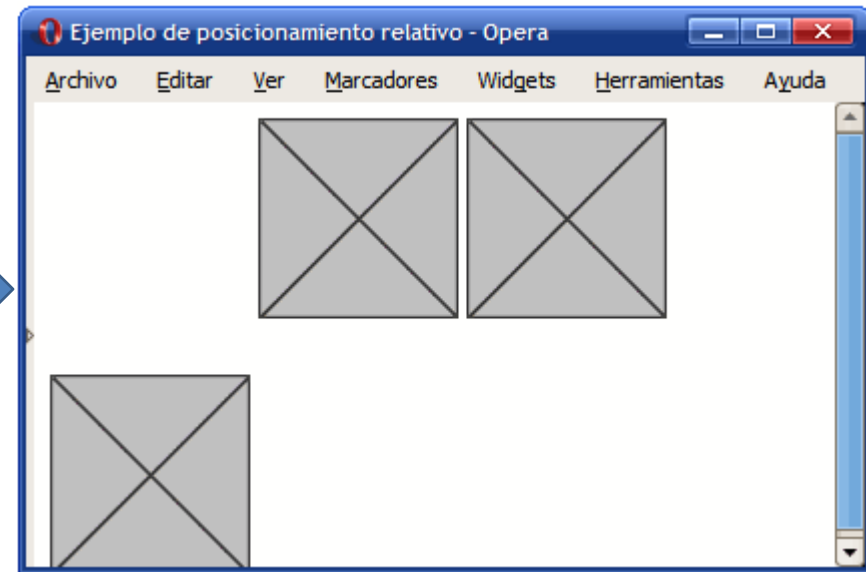 Ejemplo de posicionamiento relativo - Opera
Archivo Editar Ver Marcadores Widgets Herramientas Ayuda